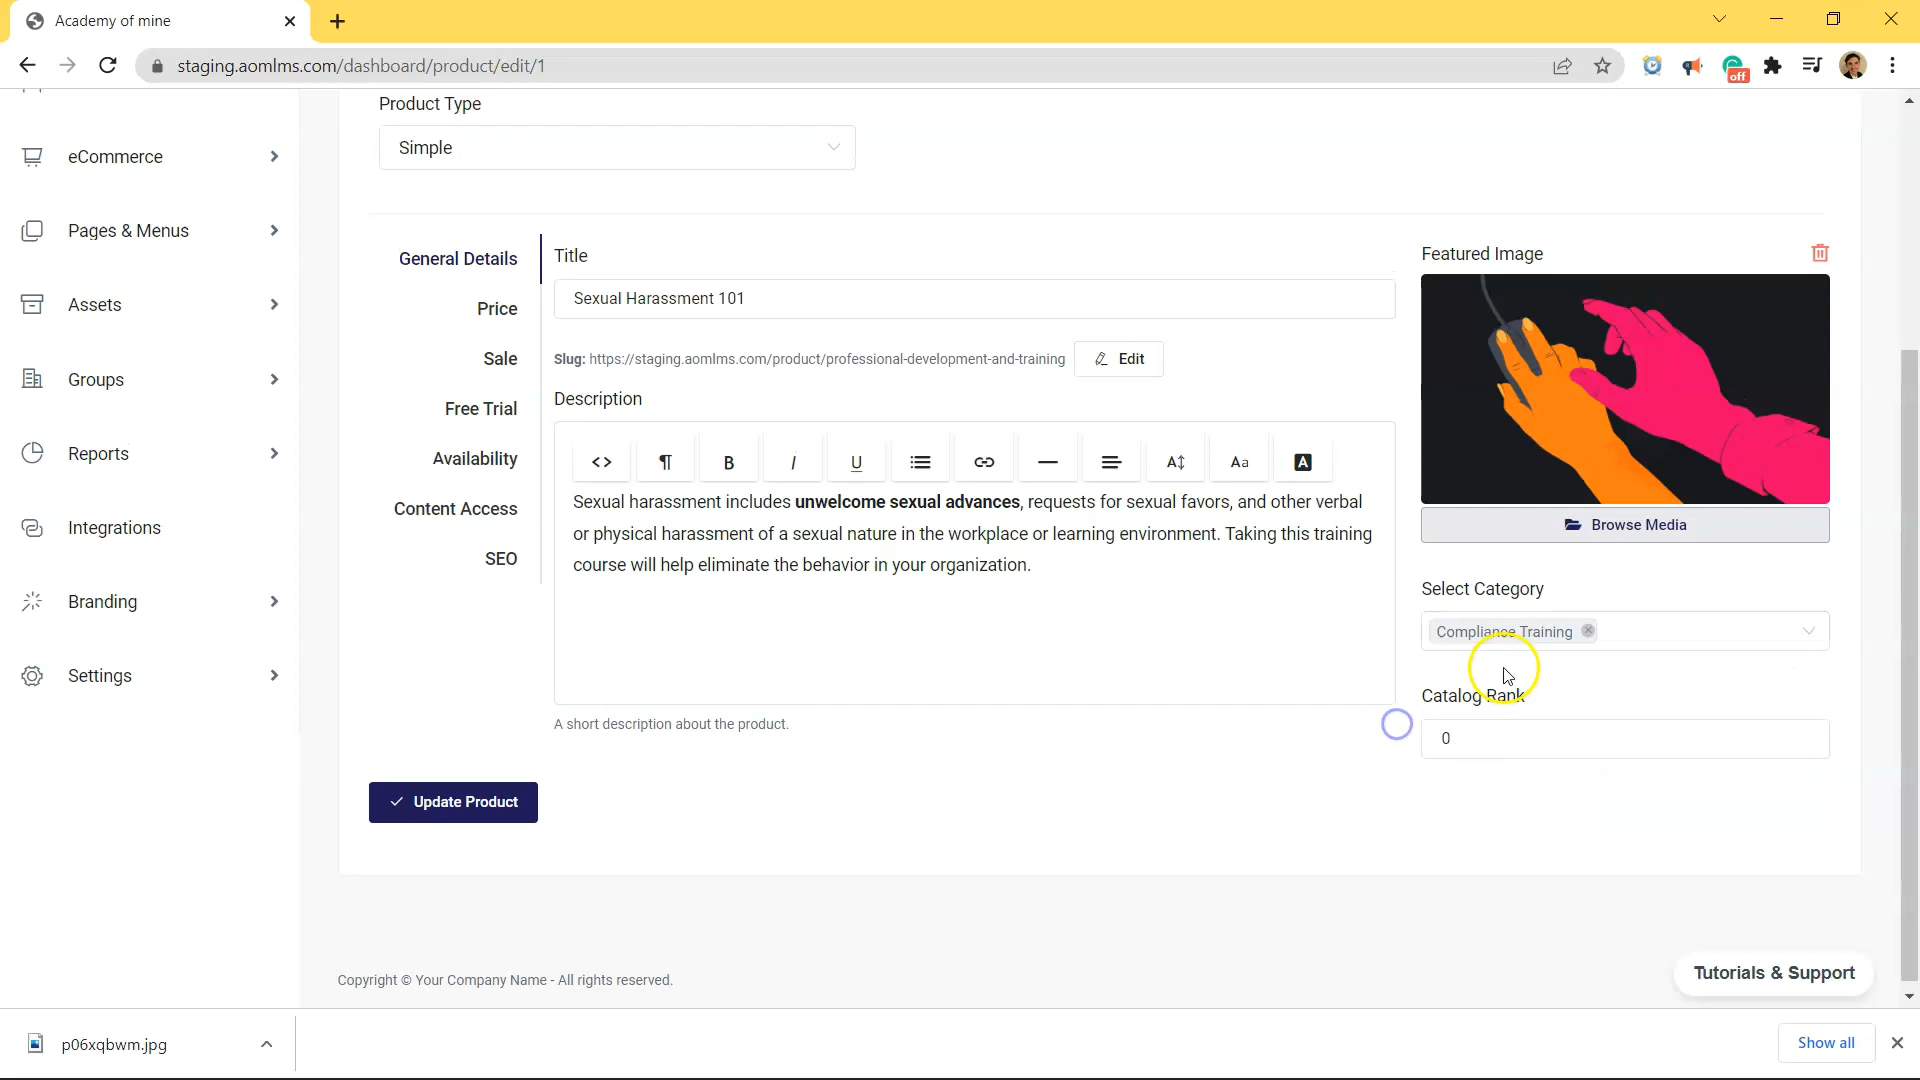 Academy of mine
staging.aomlms.com/dashboard/product/edit/1
off
Product Type
Simple
eCommerce
Pages & Menus
Assets
Groups
Reports
Integrations
Branding
Settings
General Details
Price
Sale
Free Trial
Availability
Content Access
SEO
Title
Sexual Harassment 101
Slug: https://staging.aomlms.com/product/professional-development-and-training
Edit
Description
B I U Aa A
Sexual harassment includes unwelcome sexual advances, requests for sexual favors, and other verbal
or physical harassment of a sexual nature in the workplace or learning environment. Taking this training
course will help eliminate the behavior in your organization.
A short description about the product.
Featured Image
Browse Media
Select Category
Compliance Training
Catalog Rank
0
Update Product
Copyright © Your Company Name - All rights reserved.
Tutorials & Support
p06xqbwm.jpg
Show all